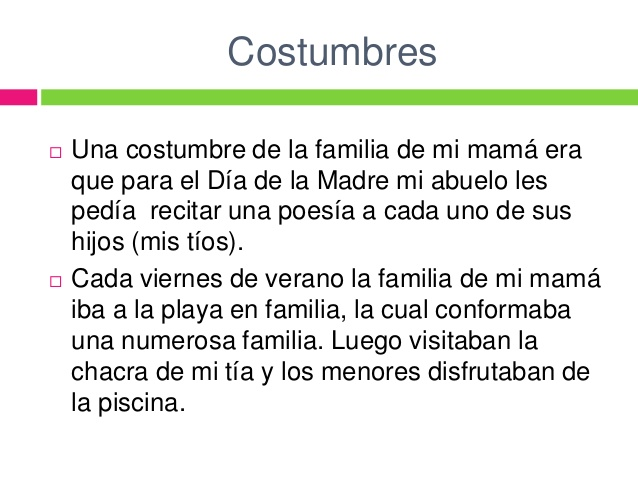 Costumbres
Una costumbre de la familia de mi mamá era
que para el Día de la Madre mi abuelo les
pedía  recitar una poesía a cada uno de sus
hijos (mis tíos).
Cada viernes de verano la familia de mi mamá
iba a la playa en familia, la cual conformaba
una numerosa familia. Luego visitaban la
chacra de mi tía y los menores disfrutaban de
la piscina.